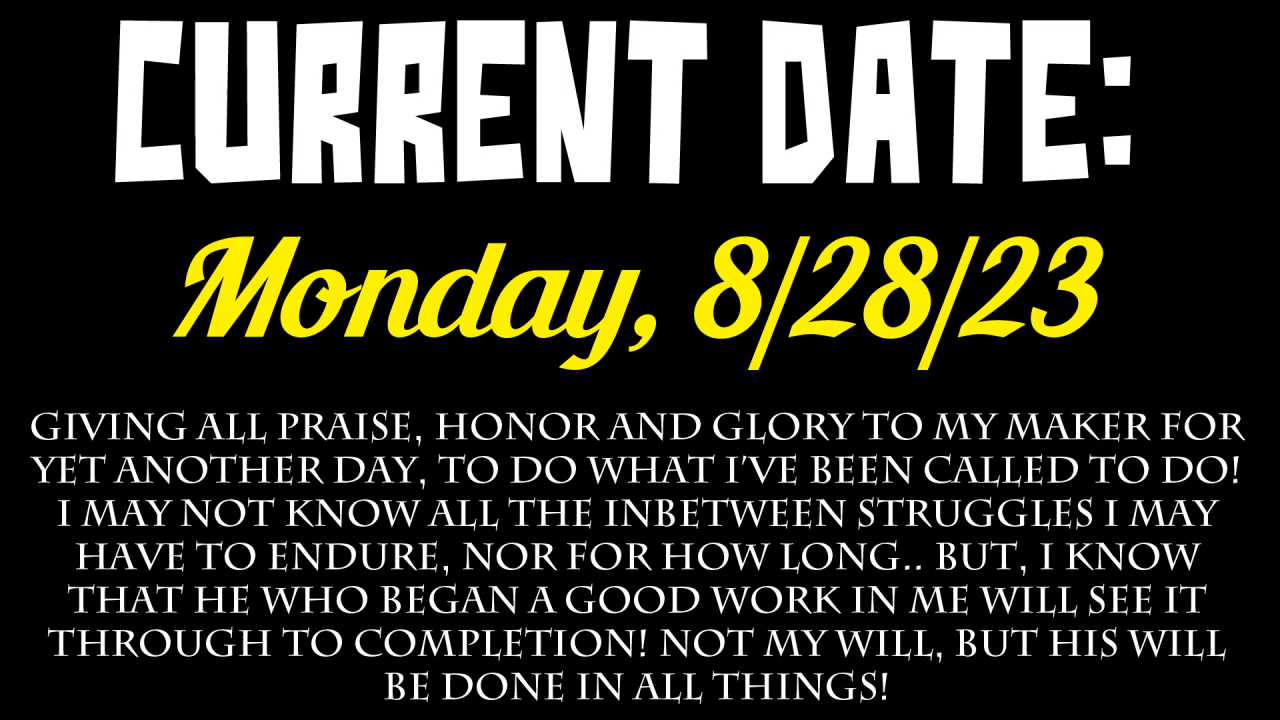 CURRENT DATE:
Monday, 8/28/23
GIVING ALL PRAISE, HONOR AND GLORY TO MY MAKER FOR
YET ANOTHER DAY, TO DO WHAT I'VE BEEN CALLED TO DO!
I MAY NOT KNOW ALL THE INBETWEEN STRUGGLES I MAY
HAVE TO ENDURE, NOR FOR HOW LONG.. BUT, I KNOW
THAT HE WHO BEGAN A GOOD WORK IN ME WILL SEE IT
THROUGH TO COMPLETION! NOT MY WILL, BUT HIS WILL
BE DONE IN ALL THINGS!